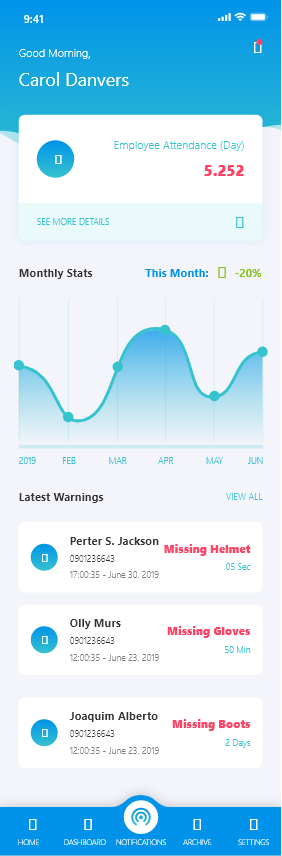 9:41
Good Morning,
Carol Danvers
Employee Attendance (Day)
5.252
SEE MORE DETAILS
Monthly Stats This Month: -20%
2019 FEB MAR APR MAY JUN
Latest Warnings VIEW ALL
Perter S. Jackson
Missing Helmet
0901236643
05 Sec
17:00:35 - June 30, 2019
Olly Murs
Missing Gloves
0901236643
50 Min
12:00:35 - June 23, 2019
Joaquim Alberto
Missing Boots
0901236643
2 Days
12:00:35 - June 23, 2019
HOME DASHBOARD NOTIFICATIONS ARCHIVE SETTINGS